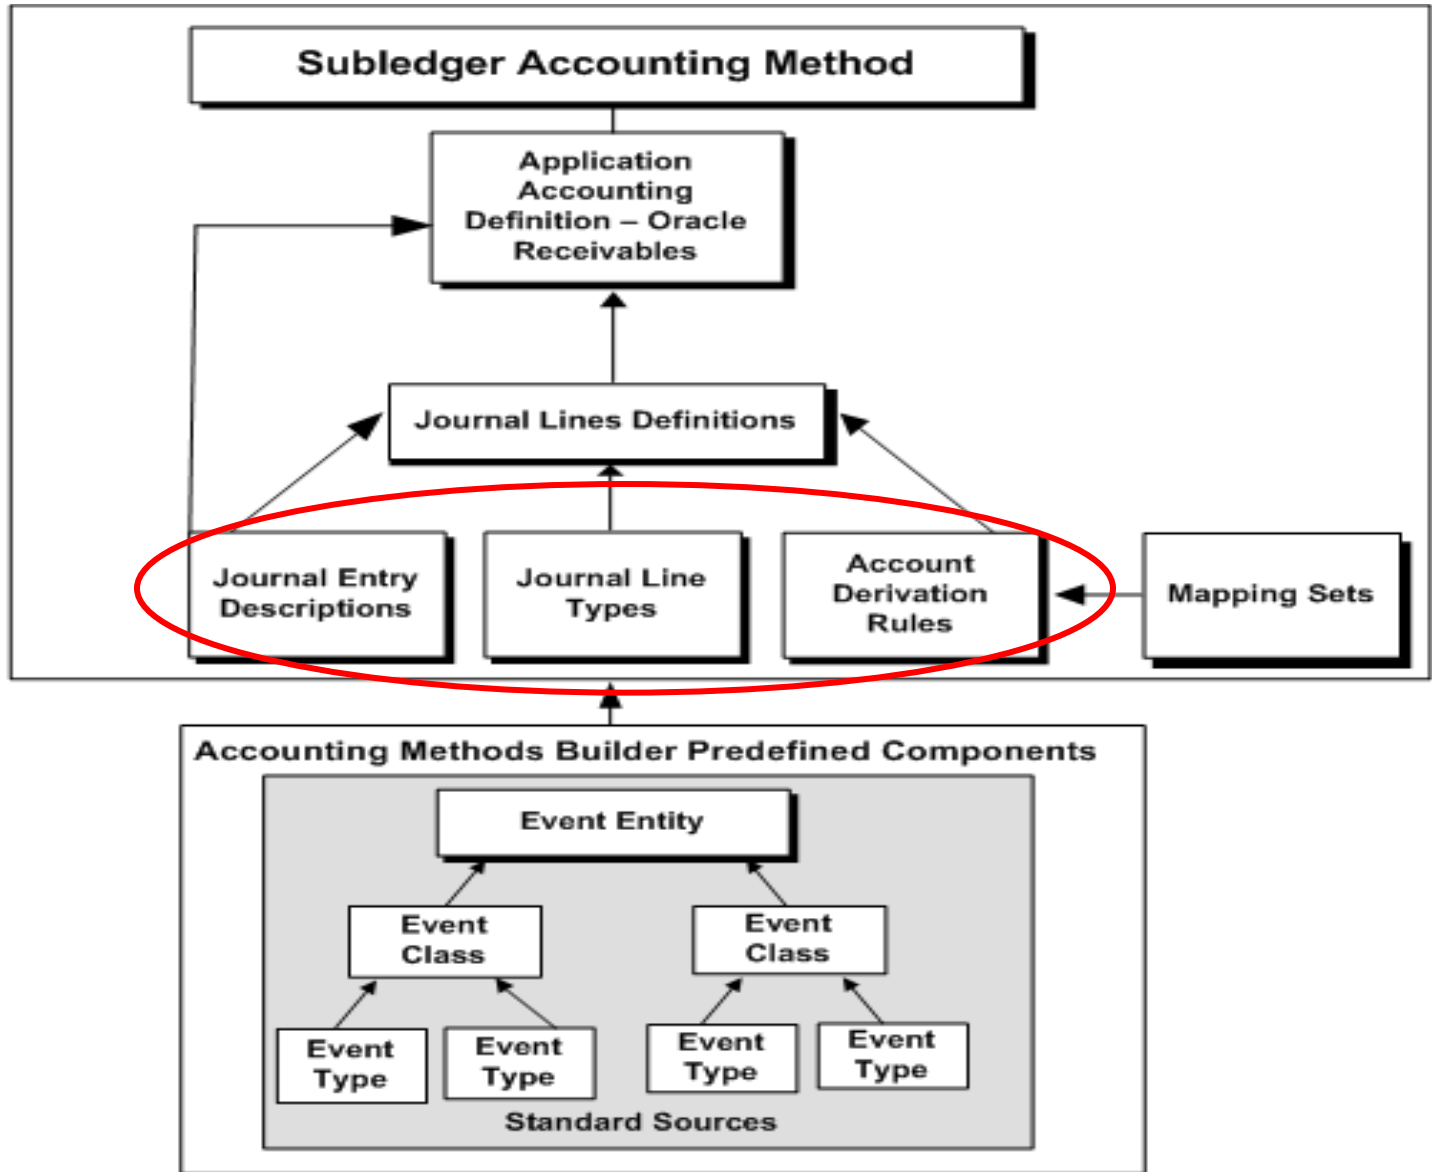 Subledger Accounting Method
Application
Accounting
Definition – Oracle
Receivables
Journal Lines Definitions
Journal Entry
Descriptions
Journal Line
Types
Account
Derivation
Rules
Mapping Sets
Accounting Methods Builder Predefined Components
Event Entity
Event
Class
Event
Class
Event
Type
Event
Type
Event
Type
Event
Type
Standard Sources